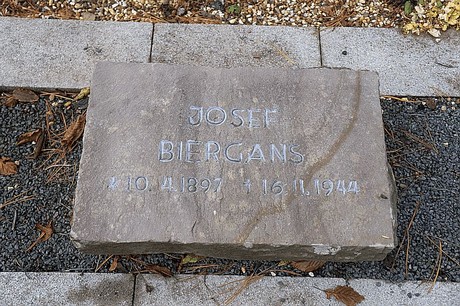 JOSEF
BIERGANS
* 10.4.1897 † 16.11.1944